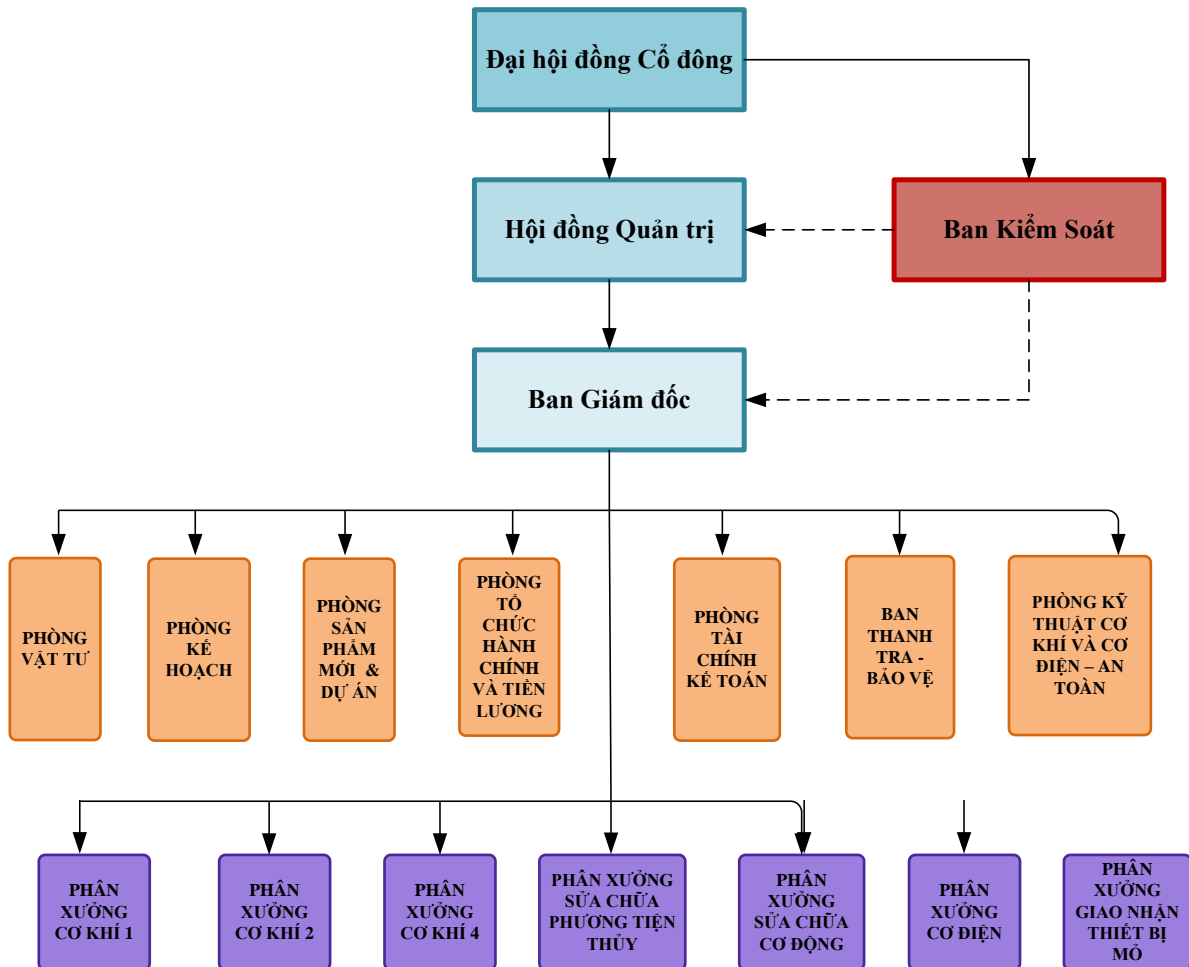 Đại hội đồng Cổ đông
Hội đồng Quản trị
Ban Kiểm Soát
Ban Giám đốc
PHÒNG
VẬT TƯ
PHÒNG
KẾ
HOẠCH
PHÒNG
SẢN
PHẨM
MỚI &
DỰ ÁN
PHÒNG
TỔ
CHỨC
HÀNH
CHÍNH
VÀ TIỀN
LƯƠNG
PHÒNG
TÀI
CHÍNH
KẾ TOÁN
BAN
THANH
TRA -
BẢO VỆ
PHÒNG KỸ
THUẬT CƠ
KHÍ VÀ CƠ
ĐIỆN – AN
TOÀN
PHÂN
XƯỞNG
CƠ KHÍ 1
PHÂN
XƯỞNG
CƠ KHÍ 2
PHÂN
XƯỞNG
CƠ KHÍ 4
PHÂN XƯỞNG
SỬA CHỮA
PHƯƠNG TIỆN
THỦY
PHÂN
XƯỞNG
SỬA CHỮA
CƠ ĐỘNG
PHÂN
XƯỞNG
CƠ ĐIỆN
PHÂN
XƯỞNG
GIAO NHẬN
THIẾT BỊ
MỎ